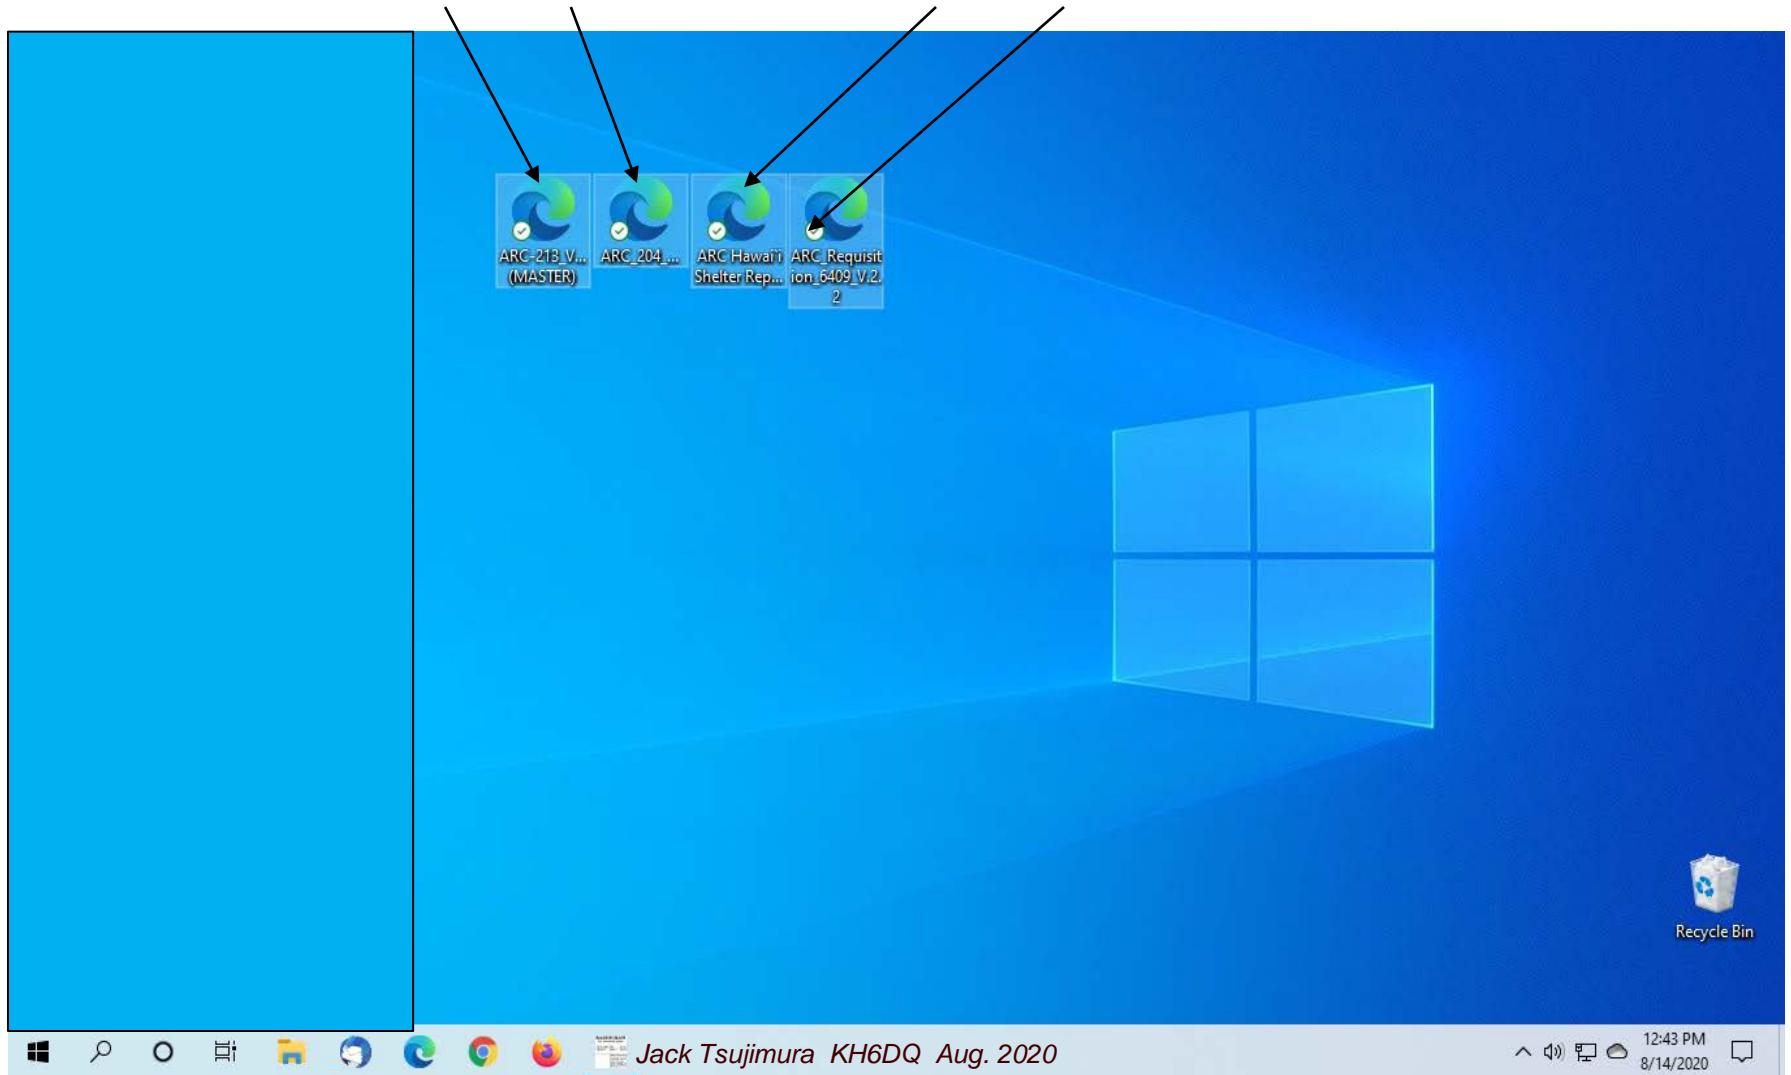 ARC-213_V...
(MASTER)
ARC_204_...
ARC Hawai'i
Shelter Rep...
ARC_Requisit
ion_6409_V.2.
2
Recycle Bin
Jack Tsujimura KH6DQ Aug. 2020
12:43 PM
8/14/2020